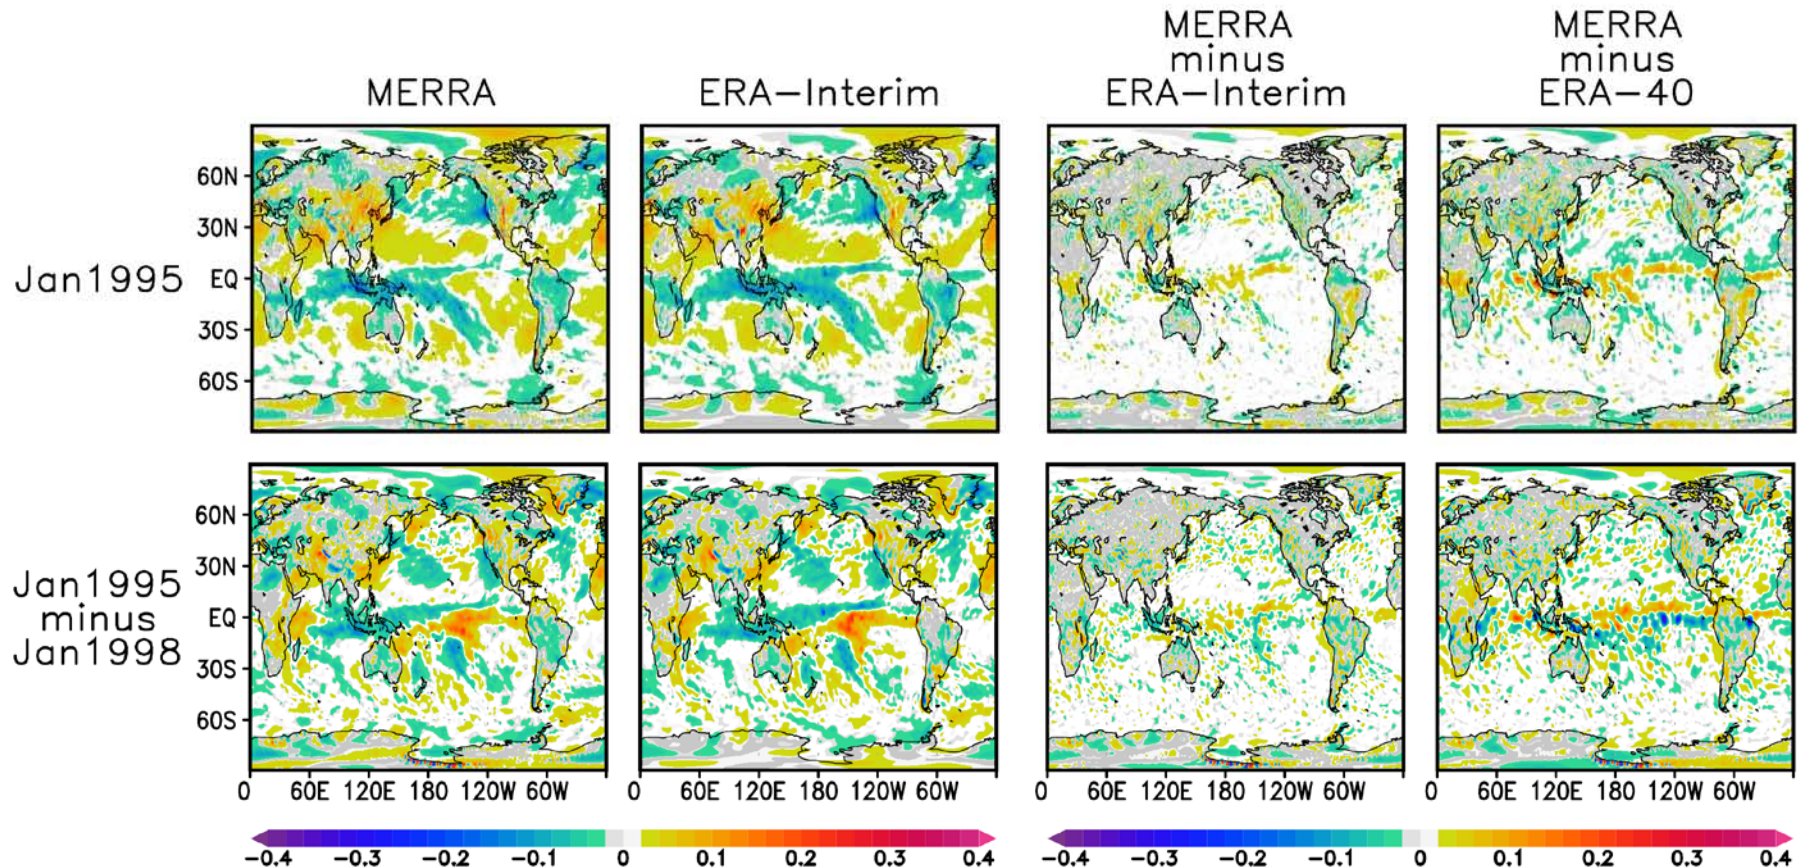 MERRA
minus
ERA-Interim
MERRA
minus
ERA-40
MERRA
ERA-Interim
Jan1995
60N
30N
EQ
30S
60S
Jan1995
minus
Jan1998
60N
30N
EQ
30S
60S
0 60E 120E 180 120W 60W
0 60E 120E 180 120W 60W
0 60E 120E 180 120W 60W
0 60E 120E 180 120W 60W
-0.4 -0.3 -0.2 -0.1 0 0.1 0.2 0.3 0.4
-0.4 -0.3 -0.2 -0.1 0 0.1 0.2 0.3 0.4